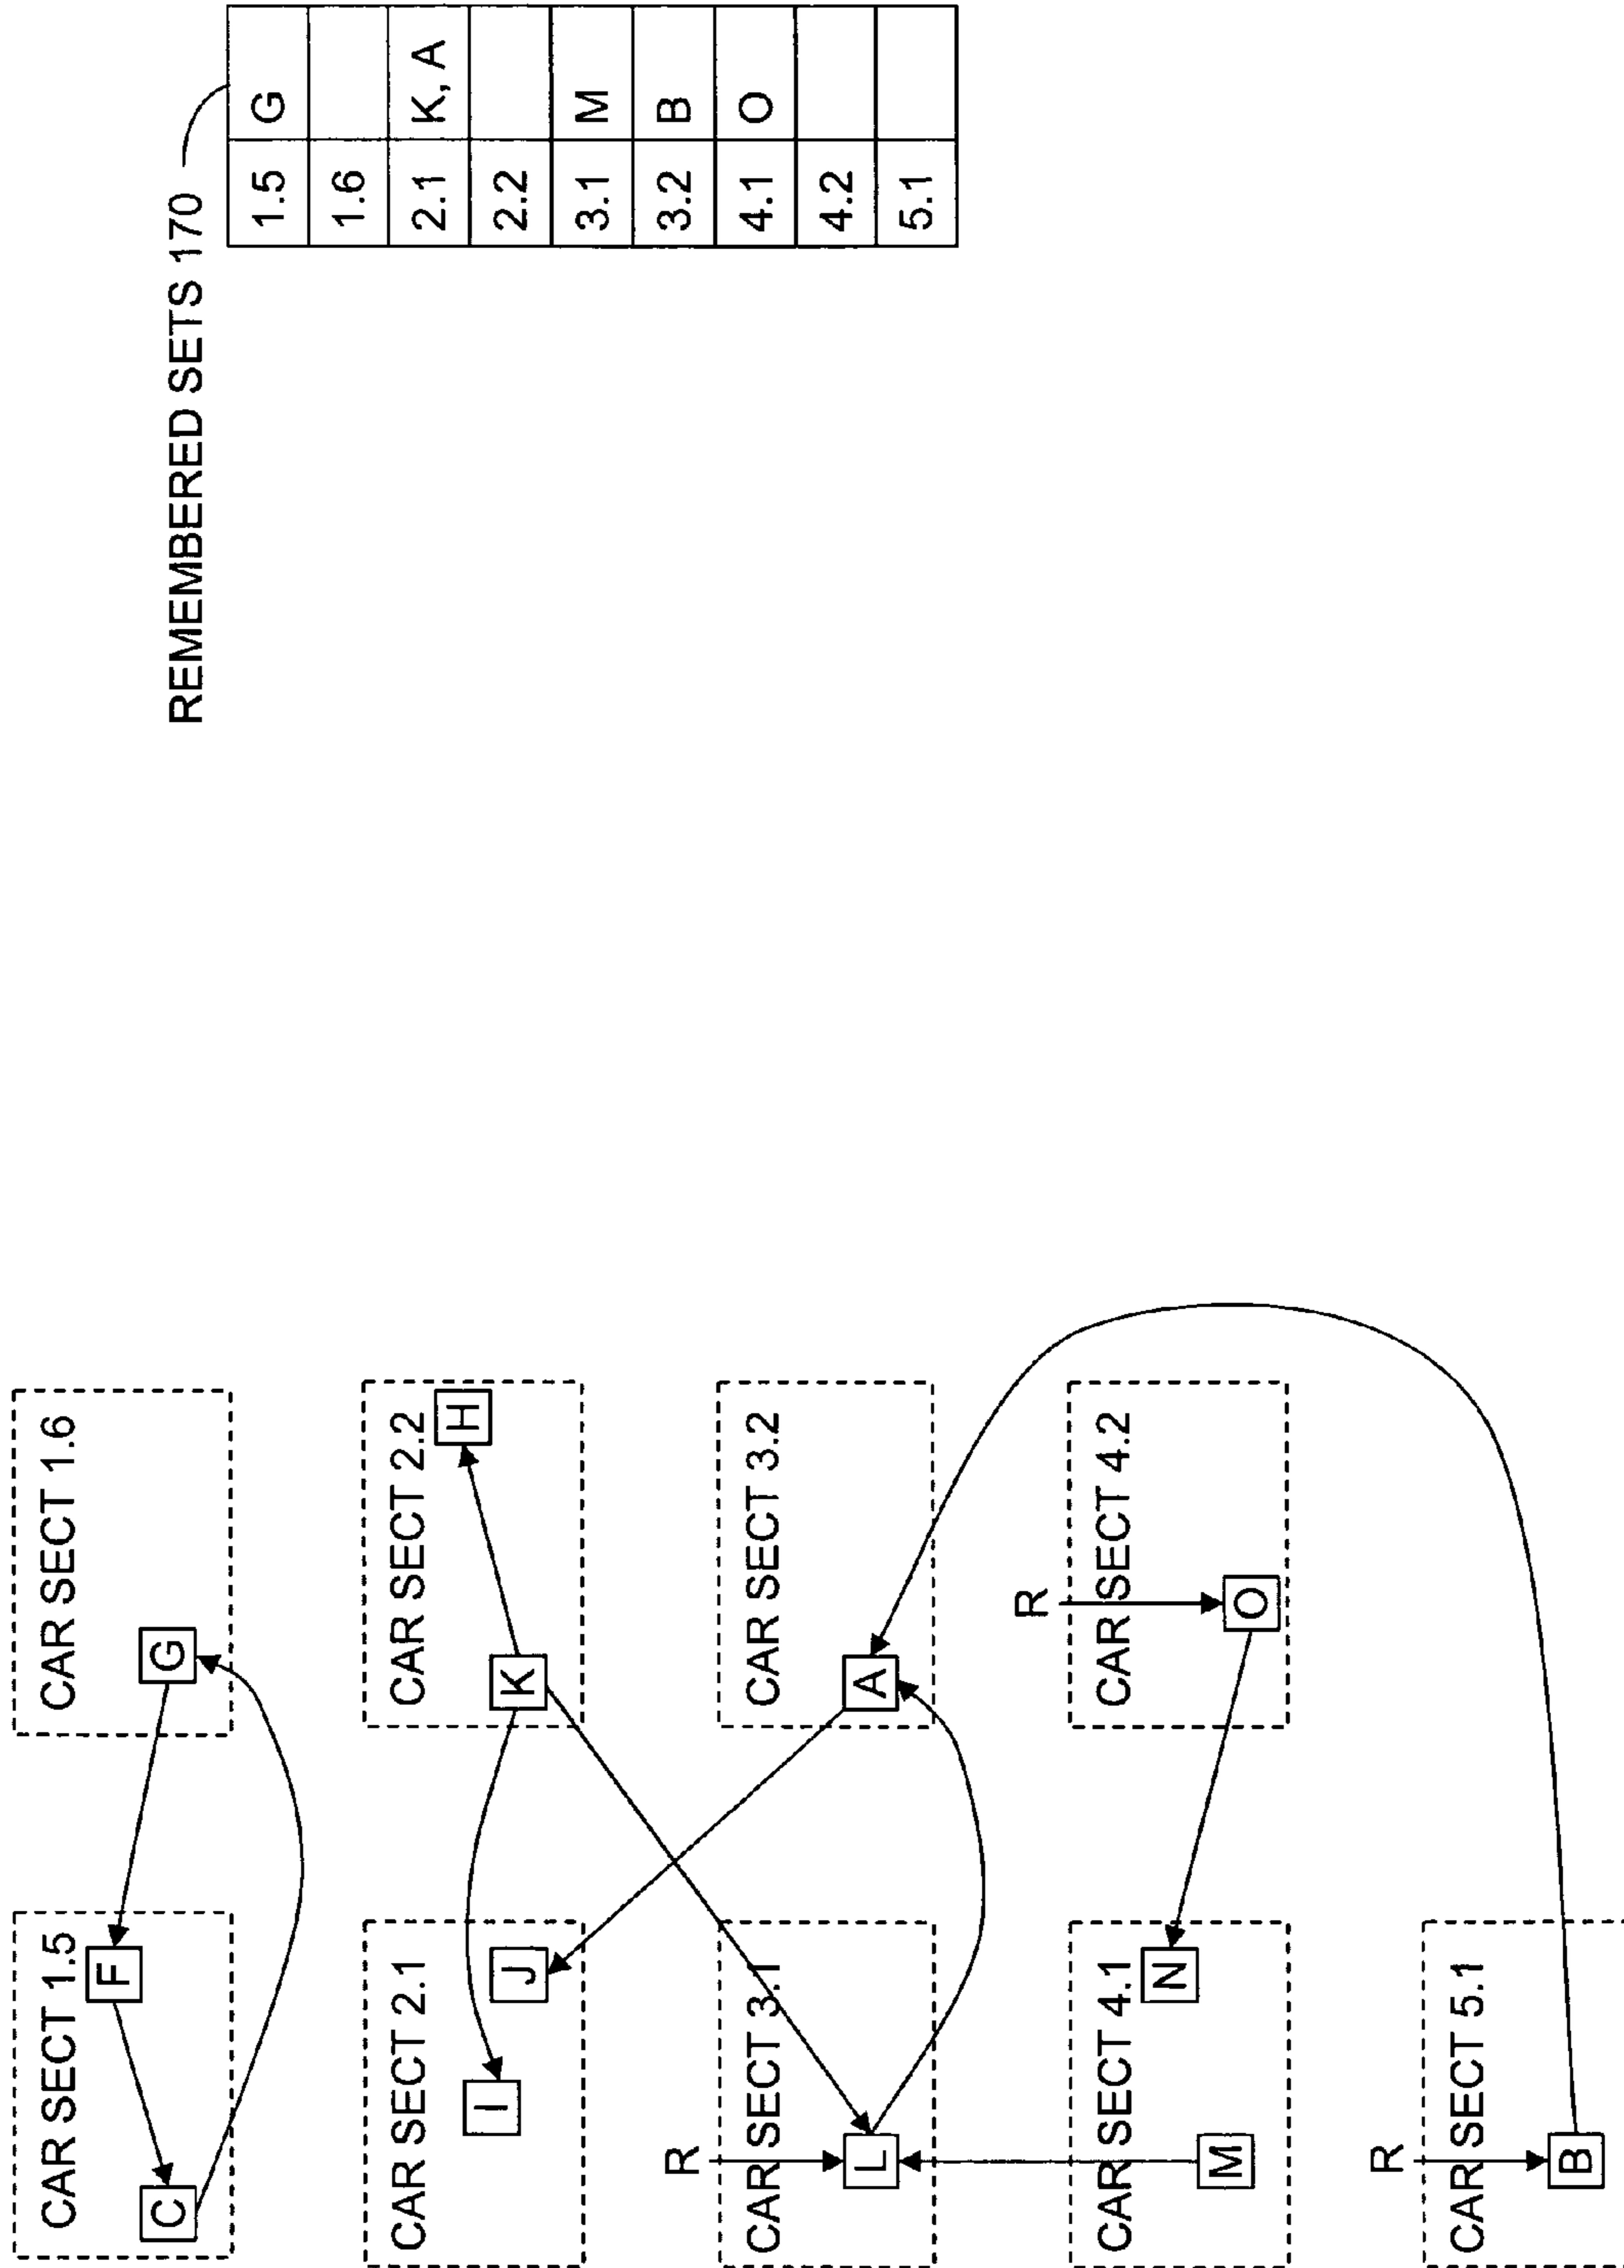 REMEMBERED SETS 170
1.5 G
1.6
2.1 K, A
2.2
3.1 M
3.2 B
4.1 O
4.2
5.1
CAR SECT 1.5
F
C
CAR SECT 1.6
G
CAR SECT 2.1
I
J
CAR SECT 2.2
K
H
R
CAR SECT 3.1
L
CAR SECT 3.2
A
CAR SECT 4.1
M
N
R
CAR SECT 4.2
O
R
CAR SECT 5.1
B